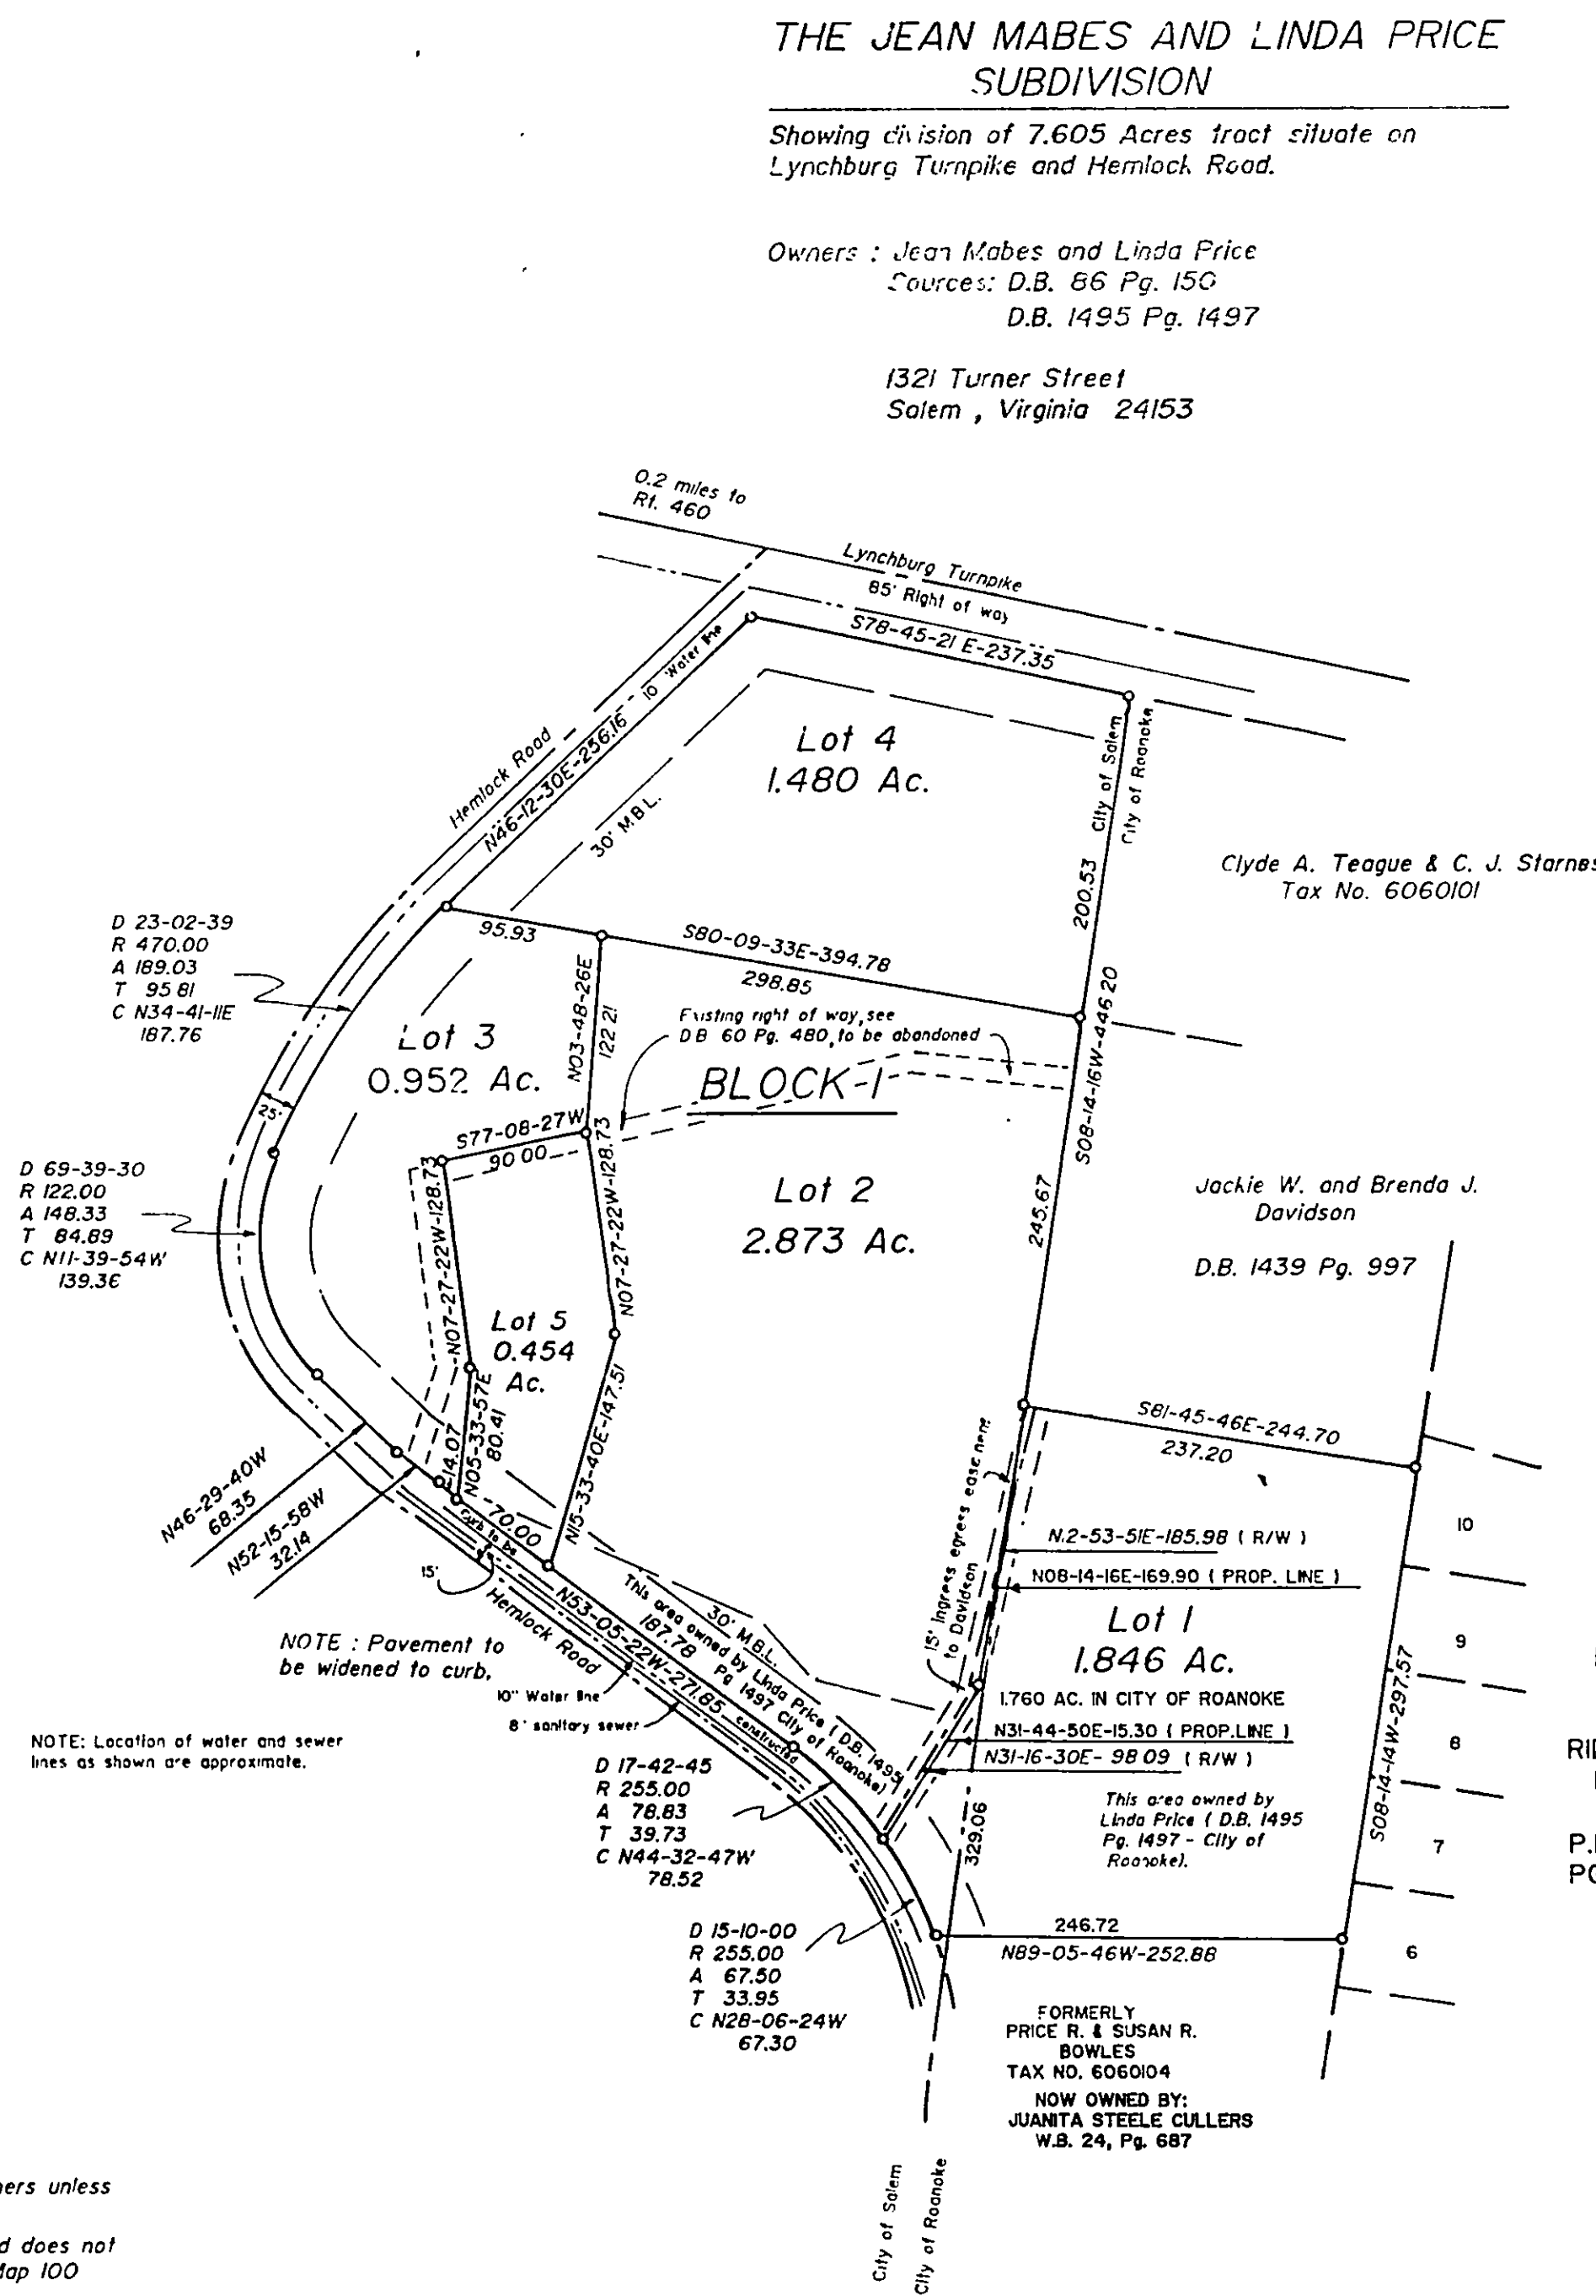 THE JEAN MABES AND LINDA PRICE
SUBDIVISION
Showing division of 7.605 Acres tract situate on
Lynchburg Turnpike and Hemlock Road.
Owners : Jean Mabes and Linda Price
Sources: D.B. 86 Pg. 150
D.B. 1495 Pg. 1497
1321 Turner Street
Salem , Virginia 24153
0.2 miles to
Rt. 460
Lynchburg Turnpike
85' Right of way
S78-45-21 E-237.35
10 Water line
Hemlock Road
N46-12-30E-256.16
30' M.B.L.
Lot 4
1.480 Ac.
City of Salem
City of Roanoke
200.53
Clyde A. Teague & C. J. Starnes
Tax No. 6060101
D 23-02-39
R 470.00
A 189.03
T 95 81
C N34-41-11E
187.76
95.93
S80-09-33E-394.78
298.85
Lot 3
0.952 Ac.
N03-48-26E
122 21
Existing right of way, see
DB 60 Pg. 480, to be abandoned
BLOCK-1
S08-14-16W-446 20
25'
S77-08-27W
90 00
D 69-39-30
R 122.00
A 148.33
T 84.89
C N11-39-54W
139.36
N07-27-22W-128.73
N07-27-22W-128.73
Lot 2
2.873 Ac.
245.67
Jackie W. and Brenda J.
Davidson
D.B. 1439 Pg. 997
Lot 5
0.454
Ac.
N05-33-57E
80.41
14.07
N15-33-40E-147.51
S81-45-46E-244.70
237.20
N46-29-40W
68.35
N52-15-58W
32.14
70.00
curb to be
constructed
15'
Hemlock Road
N53-05-22W-271.85
187.78
This area owned by Linda Price ( D.B. 1495
Pg 1497 City of Roanoke)
30' M.B.L.
15' Ingress egress easement
to Davidson
N.2-53-51E-185.98 ( R/W )
N08-14-16E-169.90 ( PROP. LINE )
Lot 1
1.846 Ac.
1.760 AC. IN CITY OF ROANOKE
N31-44-50E-15.30 ( PROP.LINE )
N31-16-30E- 98 09 ( R/W )
This area owned by
Linda Price ( D.B. 1495
Pg. 1497 - City of
Roanoke).
329.06
S08-14-14W-297.57
10
9
8
7
6
RI
P.
PO
NOTE : Pavement to
be widened to curb.
10" Water line
8" sanitary sewer
NOTE: Location of water and sewer
lines as shown are approximate.
D 17-42-45
R 255.00
A 78.83
T 39.73
C N44-32-47W
78.52
D 15-10-00
R 255.00
A 67.50
T 33.95
C N28-06-24W
67.30
246.72
N89-05-46W-252.88
FORMERLY
PRICE R. & SUSAN R.
BOWLES
TAX NO. 6060104
NOW OWNED BY:
JUANITA STEELE CULLERS
W.B. 24, Pg. 687
City of Salem
City of Roanoke
ers unless
d does not
Map 100